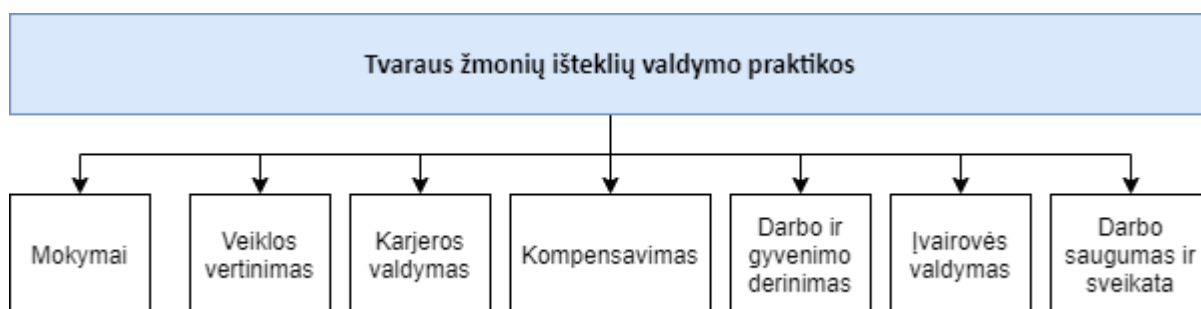 Tvaraus žmonių išteklių valdymo praktikos
Mokymai
Veiklos
vertinimas
Karjeros
valdymas
Kompensavimas
Darbo ir
gyvenimo
derinimas
Įvairovės
valdymas
Darbo
saugumas ir
sveikata